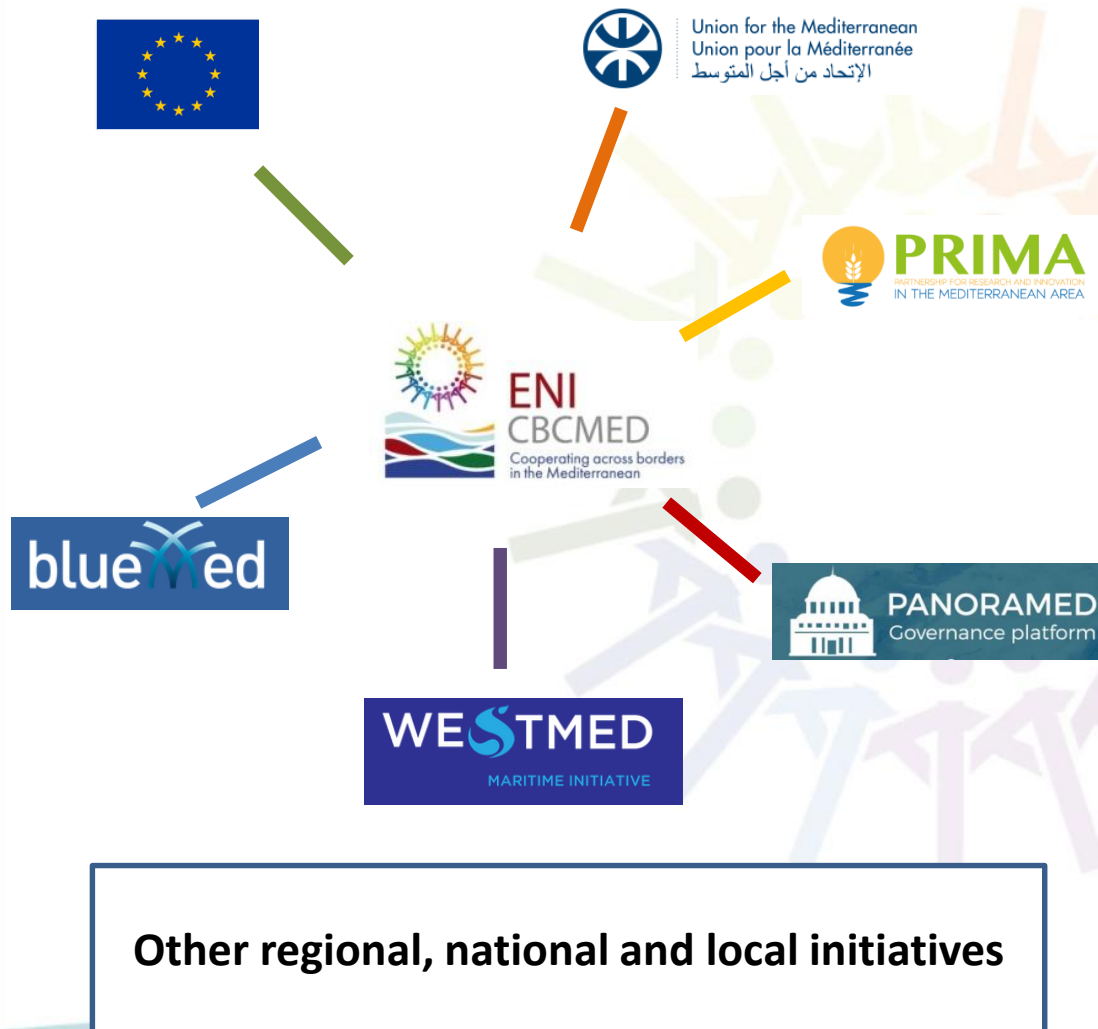 Union for the Mediterranean
Union pour la Méditerranée
الإتحاد من أجل المتوسط
PRIMA
PARTNERSHIP FOR RESEARCH AND INNOVATION
IN THE MEDITERRANEAN AREA
ENI
CBCMED
Cooperating across borders
in the Mediterranean
bluemed
PANORAMED
Governance platform
WESTMED
MARITIME INITIATIVE
Other regional, national and local initiatives